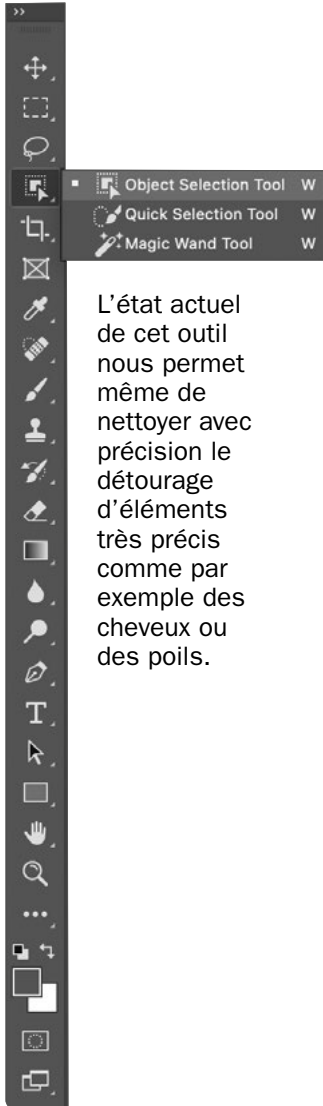 Object Selection Tool W
Quick Selection Tool W
Magic Wand Tool W
L’état actuel
de cet outil
nous permet
même de
nettoyer avec
précision le
détourage
d’éléments
très précis
comme par
exemple des
cheveux ou
des poils.